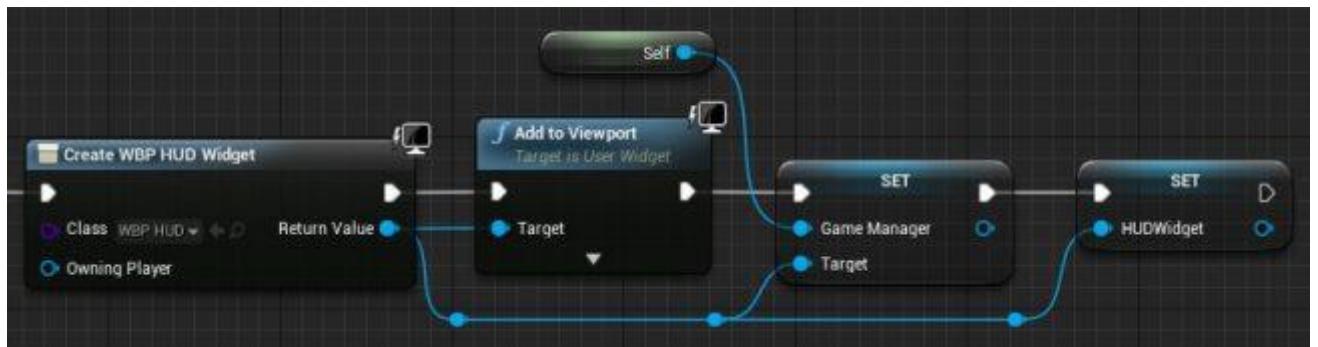 Self
Create WBP HUD Widget
Class WBP HUD
Return Value
Owning Player
f Add to Viewport
Target is User Widget
Target
SET
Game Manager
Target
SET
HUDWidget